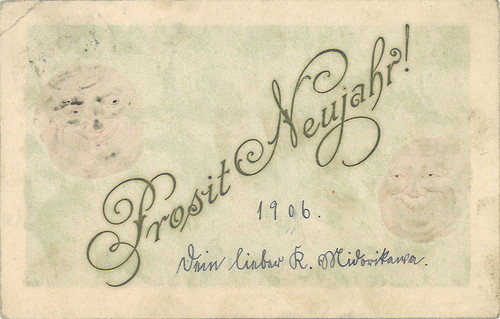 Prosit Neujahr!
1906.
Dein lieber K. Midorikawa.